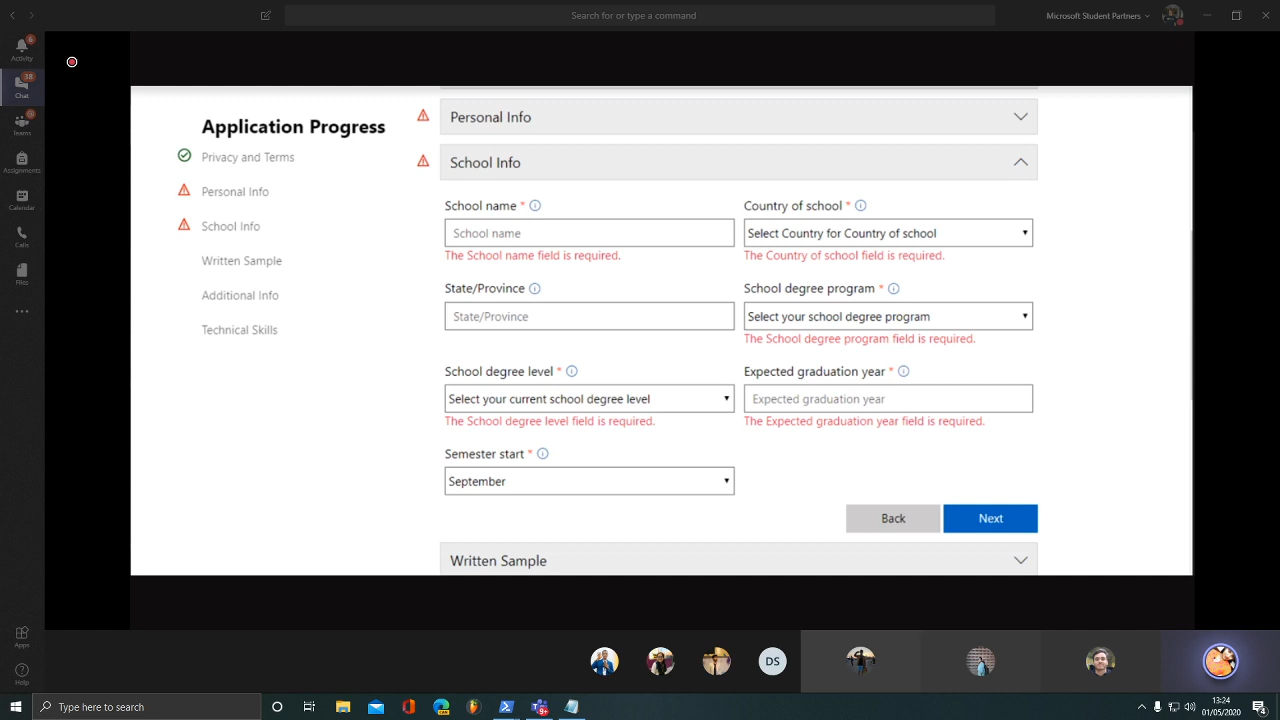 Search for or type a command
Microsoft Student Partners
6
Activity
38
Chat
Teams
Assignments
Calendar
Calls
Files
Apps
Help
Application Progress
Privacy and Terms
Personal Info
School Info
Written Sample
Additional Info
Technical Skills
Personal Info
School Info
School name *
Country of school *
School name
Select Country for Country of school
The School name field is required.
The Country of school field is required.
State/Province
School degree program *
State/Province
Select your school degree program
The School degree program field is required.
School degree level *
Expected graduation year *
Select your current school degree level
Expected graduation year
The School degree level field is required.
The Expected graduation year field is required.
Semester start *
September
Back
Next
Written Sample
DS
Type here to search
13:24
01/05/2020